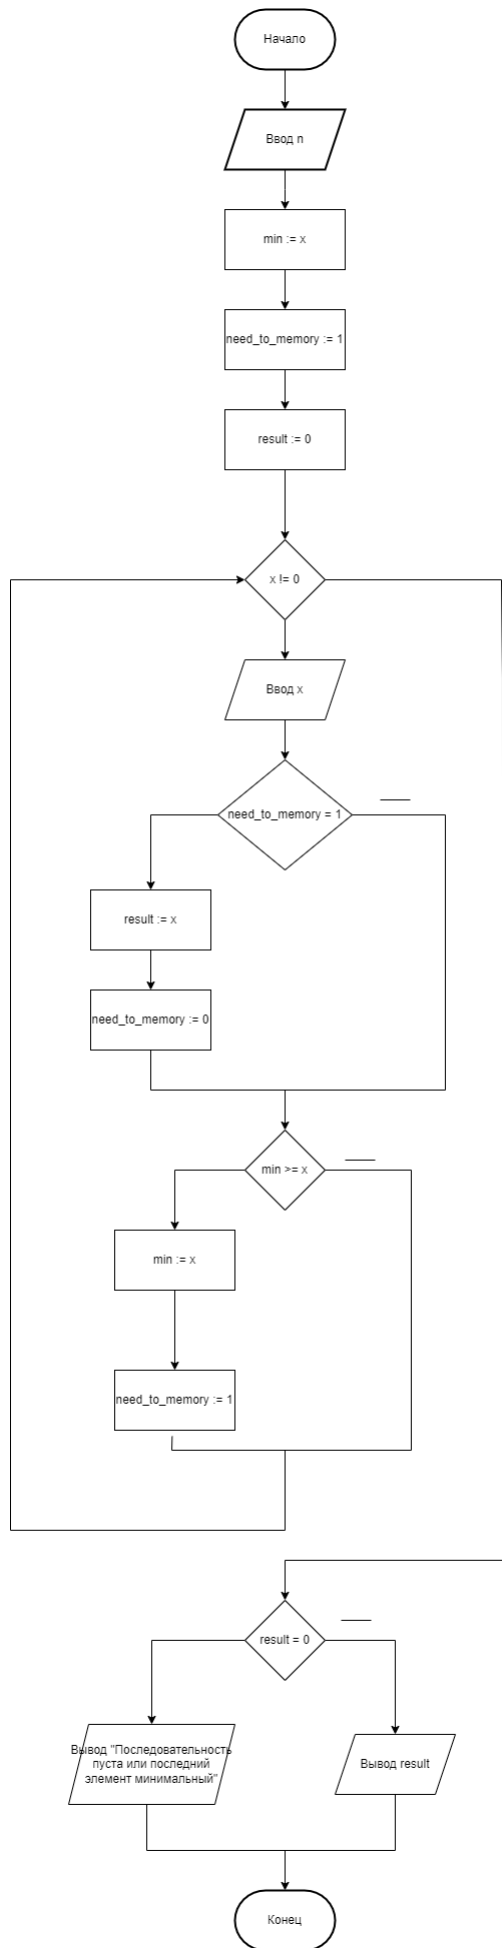 Начало
Ввод n
min := x
need_to_memory := 1
result := 0
x != 0
Ввод x
need_to_memory = 1
result := x
need_to_memory := 0
min >= x
min := x
need_to_memory := 1
result = 0
Вывод "Последовательность
пуста или последний
элемент минимальный"
Вывод result
Конец